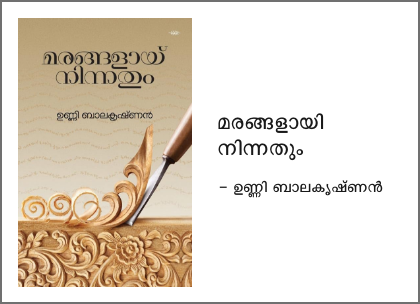 മരങ്ങളായ്
നിന്നതും
ഉണ്ണി ബാലകൃഷ്ണൻ
മരങ്ങളായി
നിന്നതും
– ഉണ്ണി ബാലകൃഷ്ണൻ